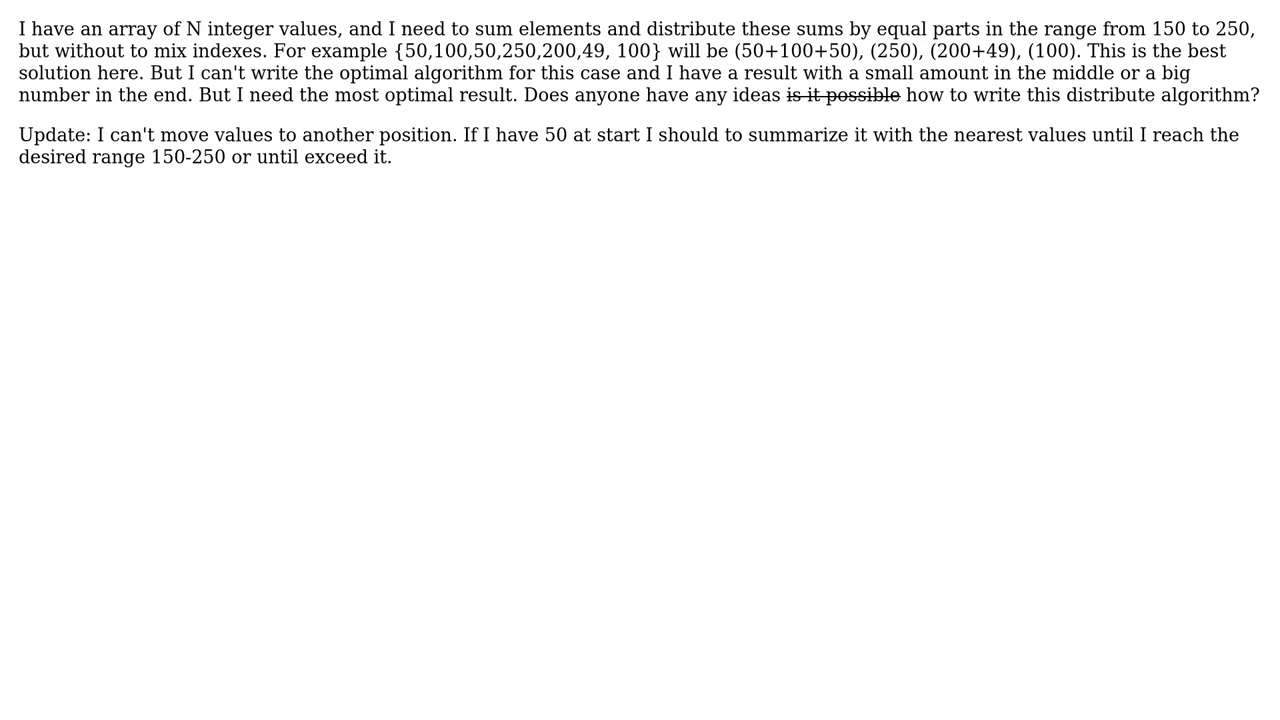 I have an array of N integer values, and I need to sum elements and distribute these sums by equal parts in the range from 150 to 250,
but without to mix indexes. For example {50,100,50,250,200,49, 100} will be (50+100+50), (250), (200+49), (100). This is the best
solution here. But I can't write the optimal algorithm for this case and I have a result with a small amount in the middle or a big
number in the end. But I need the most optimal result. Does anyone have any ideas is it possible how to write this distribute algorithm?
Update: I can't move values to another position. If I have 50 at start I should to summarize it with the nearest values until I reach the
desired range 150-250 or until exceed it.